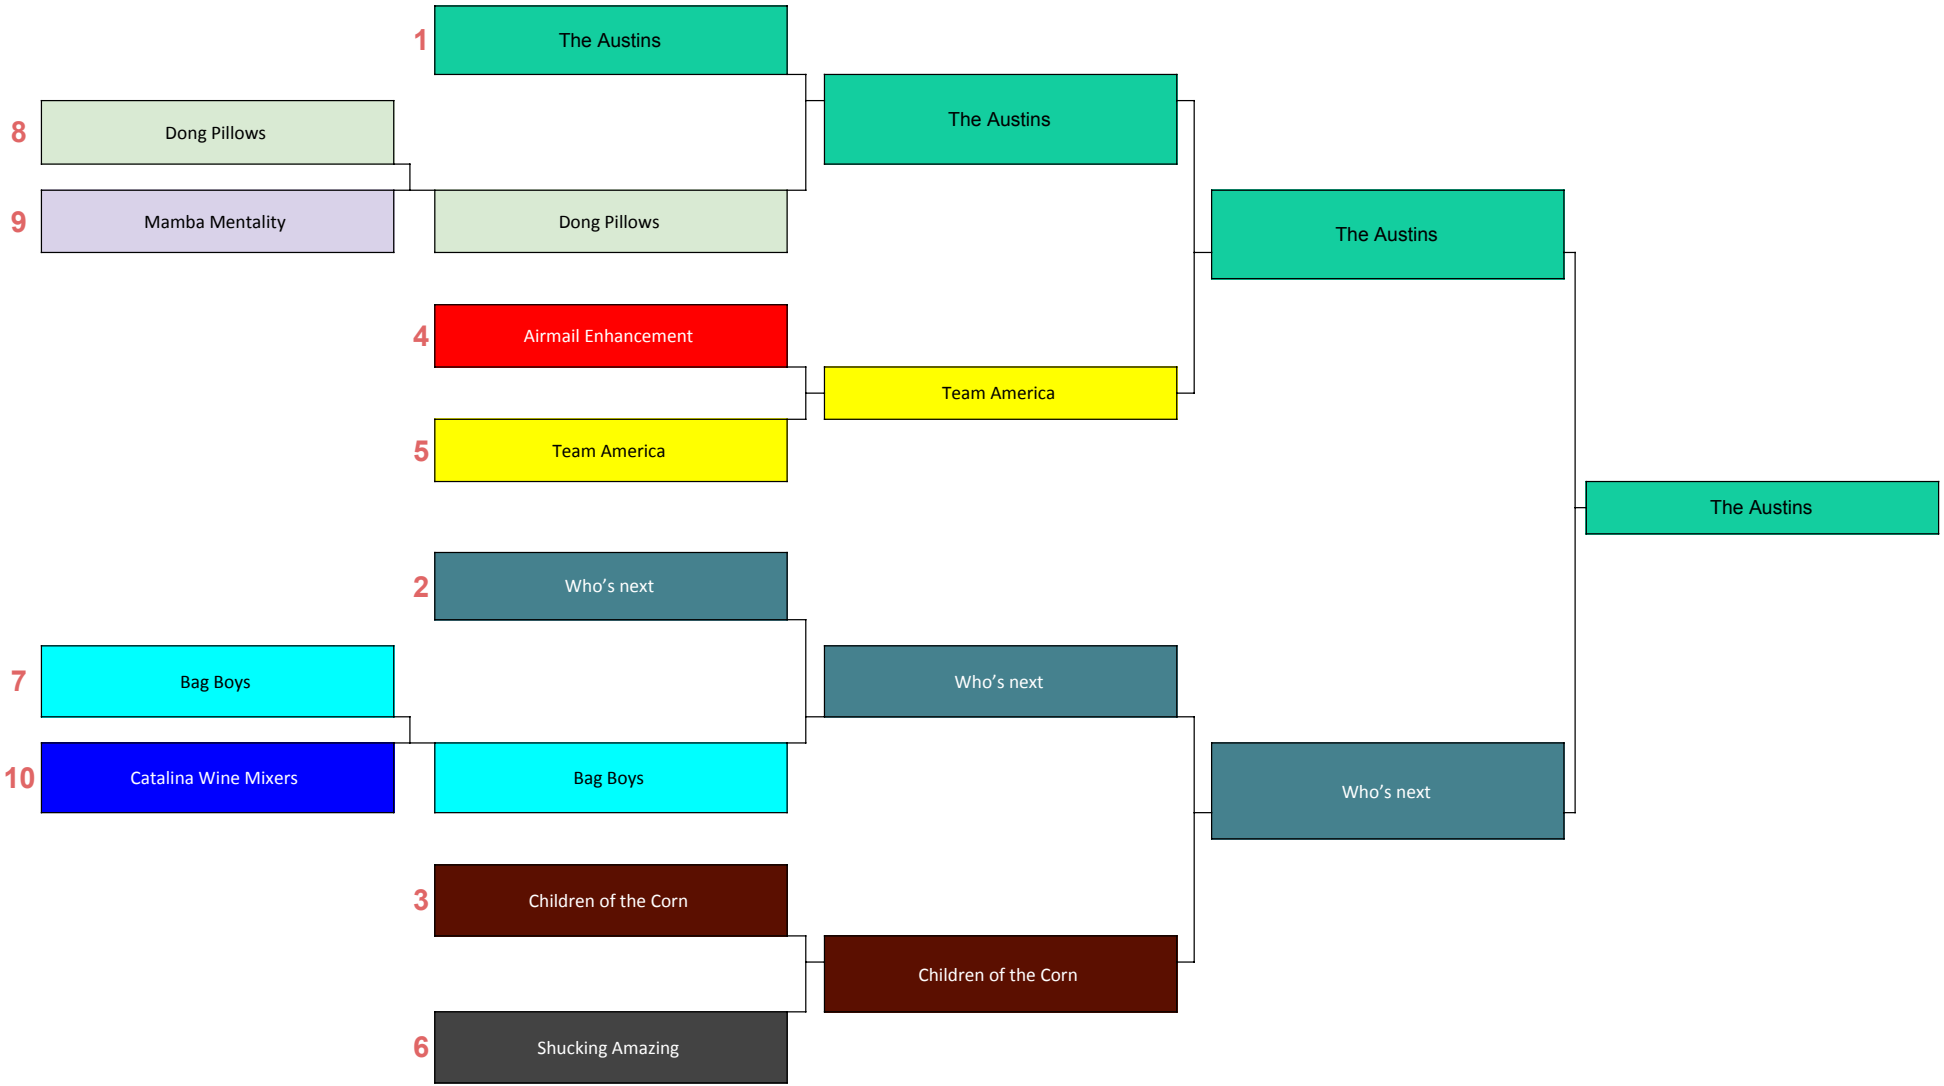 1
The Austins
The Austins
8
Dong Pillows
9
Mamba Mentality
Dong Pillows
The Austins
4
Airmail Enhancement
Team America
5
Team America
The Austins
2
Who’s next
7
Bag Boys
Who’s next
10
Catalina Wine Mixers
Bag Boys
Who’s next
3
Children of the Corn
Children of the Corn
6
Shucking Amazing